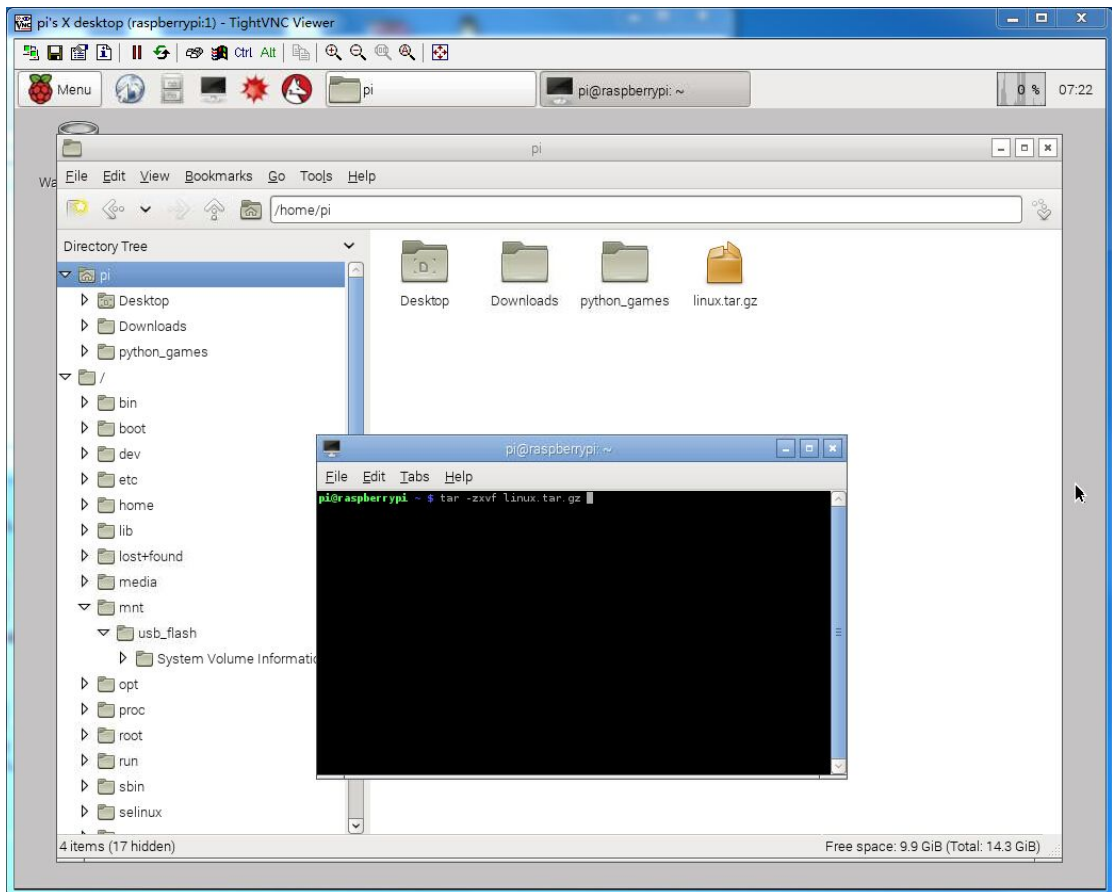 pi's X desktop (raspberrypi:1) - TightVNC Viewer
Ctrl Alt
Menu pi pi@raspberrypi: ~ 0 % 07:22
pi
File Edit View Bookmarks Go Tools Help
/home/pi
Directory Tree
pi
Desktop
Downloads
python_games
/
bin
boot
dev
etc
home
lib
lost+found
media
mnt
usb_flash
System Volume Informatio
opt
proc
root
run
sbin
selinux
Desktop Downloads python_games linux.tar.gz
pi@raspberrypi: ~
File Edit Tabs Help
pi@raspberrypi ~ $ tar -zxvf linux.tar.gz
4 items (17 hidden) Free space: 9.9 GiB (Total: 14.3 GiB)